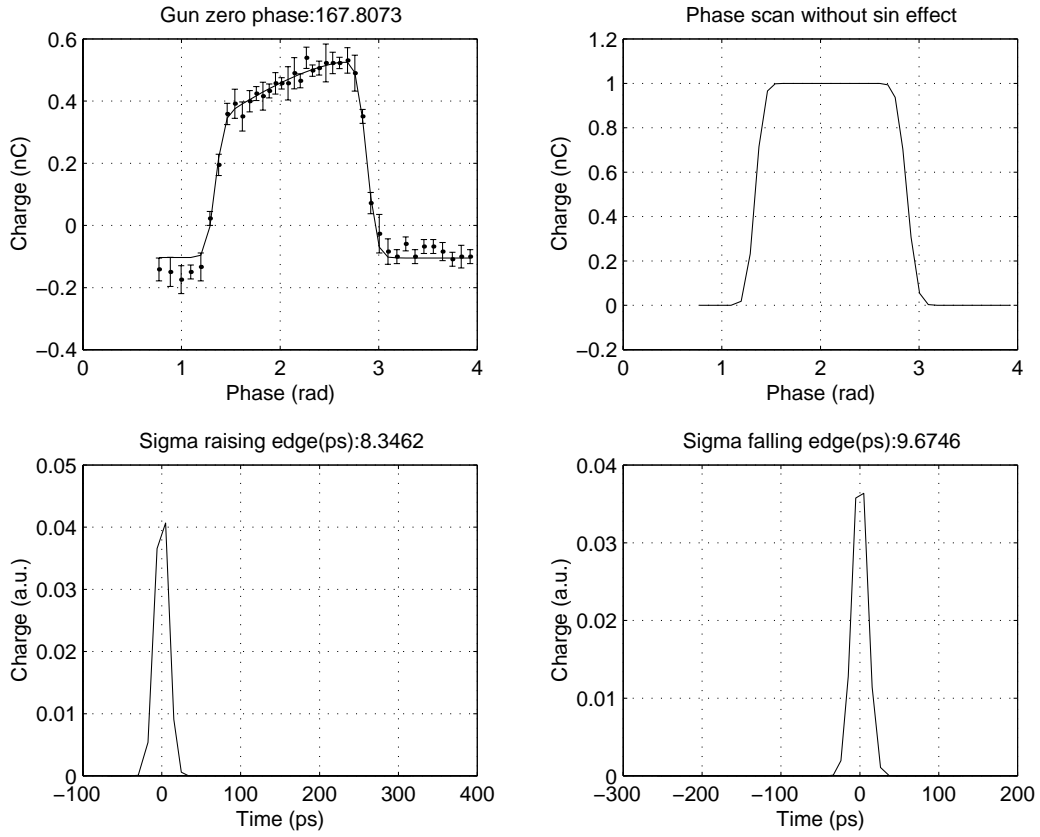 Gun zero phase:167.8073
0.6
0.4
0.2
0
−0.2
−0.4
Charge (nC)
0 1 2 3 4
Phase (rad)
Phase scan without sin effect
1.2
1
0.8
0.6
0.4
0.2
0
−0.2
Charge (nC)
0 1 2 3 4
Phase (rad)
Sigma raising edge(ps):8.3462
0.05
0.04
0.03
0.02
0.01
0
Charge (a.u.)
−100 0 100 200 300 400
Time (ps)
Sigma falling edge(ps):9.6746
0.04
0.03
0.02
0.01
0
Charge (a.u.)
−300 −200 −100 0 100 200
Time (ps)